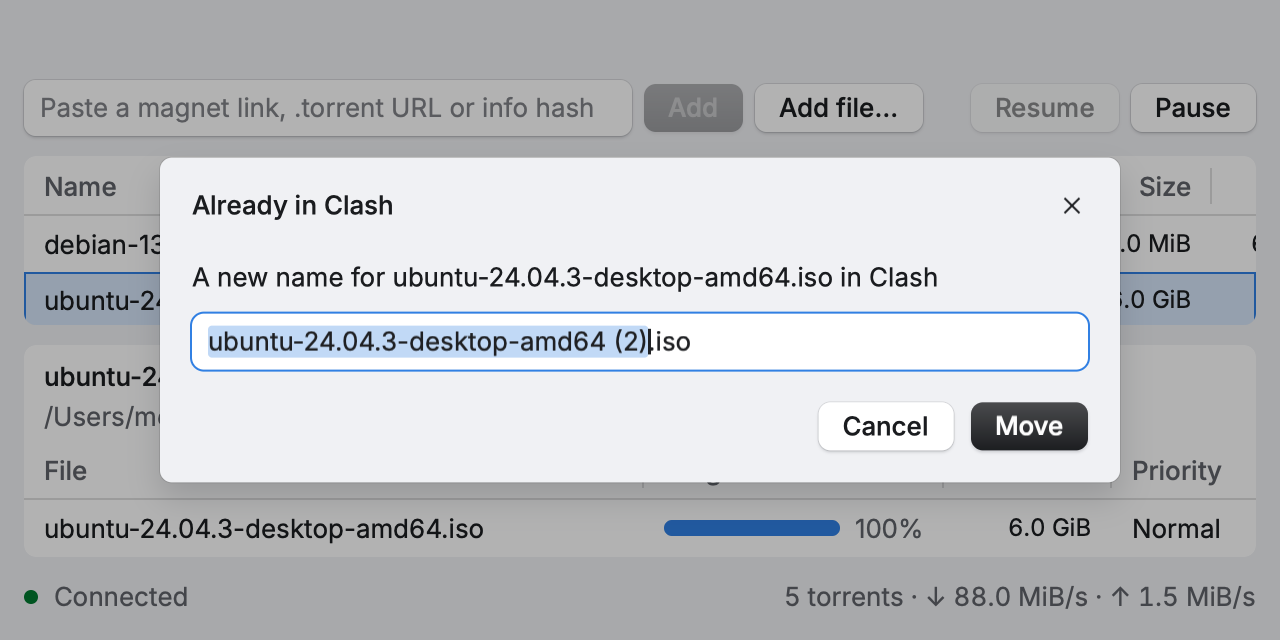 Paste a magnet link, .torrent URL or info hash
Add
Add file...
Resume
Pause
Name
Size
Already in Clash
debian-13
.0 MiB
A new name for ubuntu-24.04.3-desktop-amd64.iso in Clash
ubuntu-24
6.0 GiB
ubuntu-24.04.3-desktop-amd64 (2).iso
ubuntu-24
/Users/me
Cancel
Move
File
Priority
ubuntu-24.04.3-desktop-amd64.iso
100%
6.0 GiB
Normal
Connected
5 torrents · ↓ 88.0 MiB/s · ↑ 1.5 MiB/s